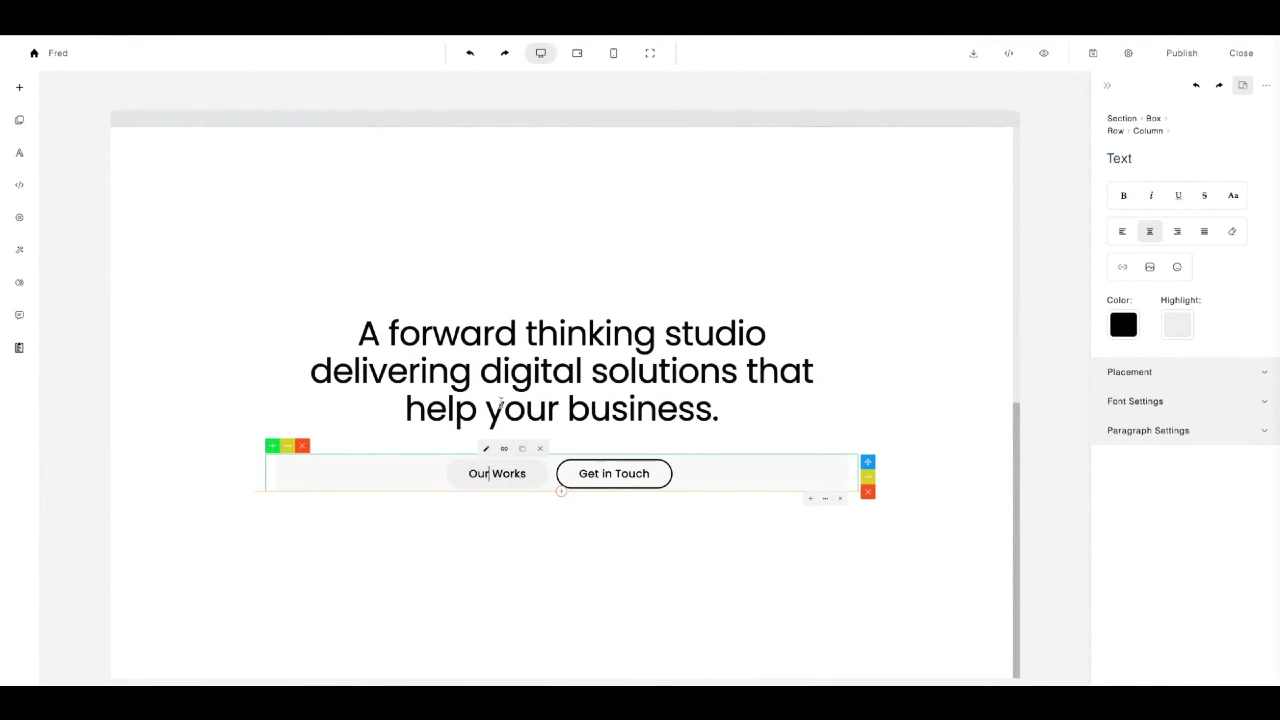 Fred
Publish
Close
Section
Box
Row
Column
Text
B
i
U
S
Aa
Color:
Highlight:
Placement
Font Settings
Paragraph Settings
A forward thinking studio
delivering digital solutions that
help your business.
Our Works
Get in Touch